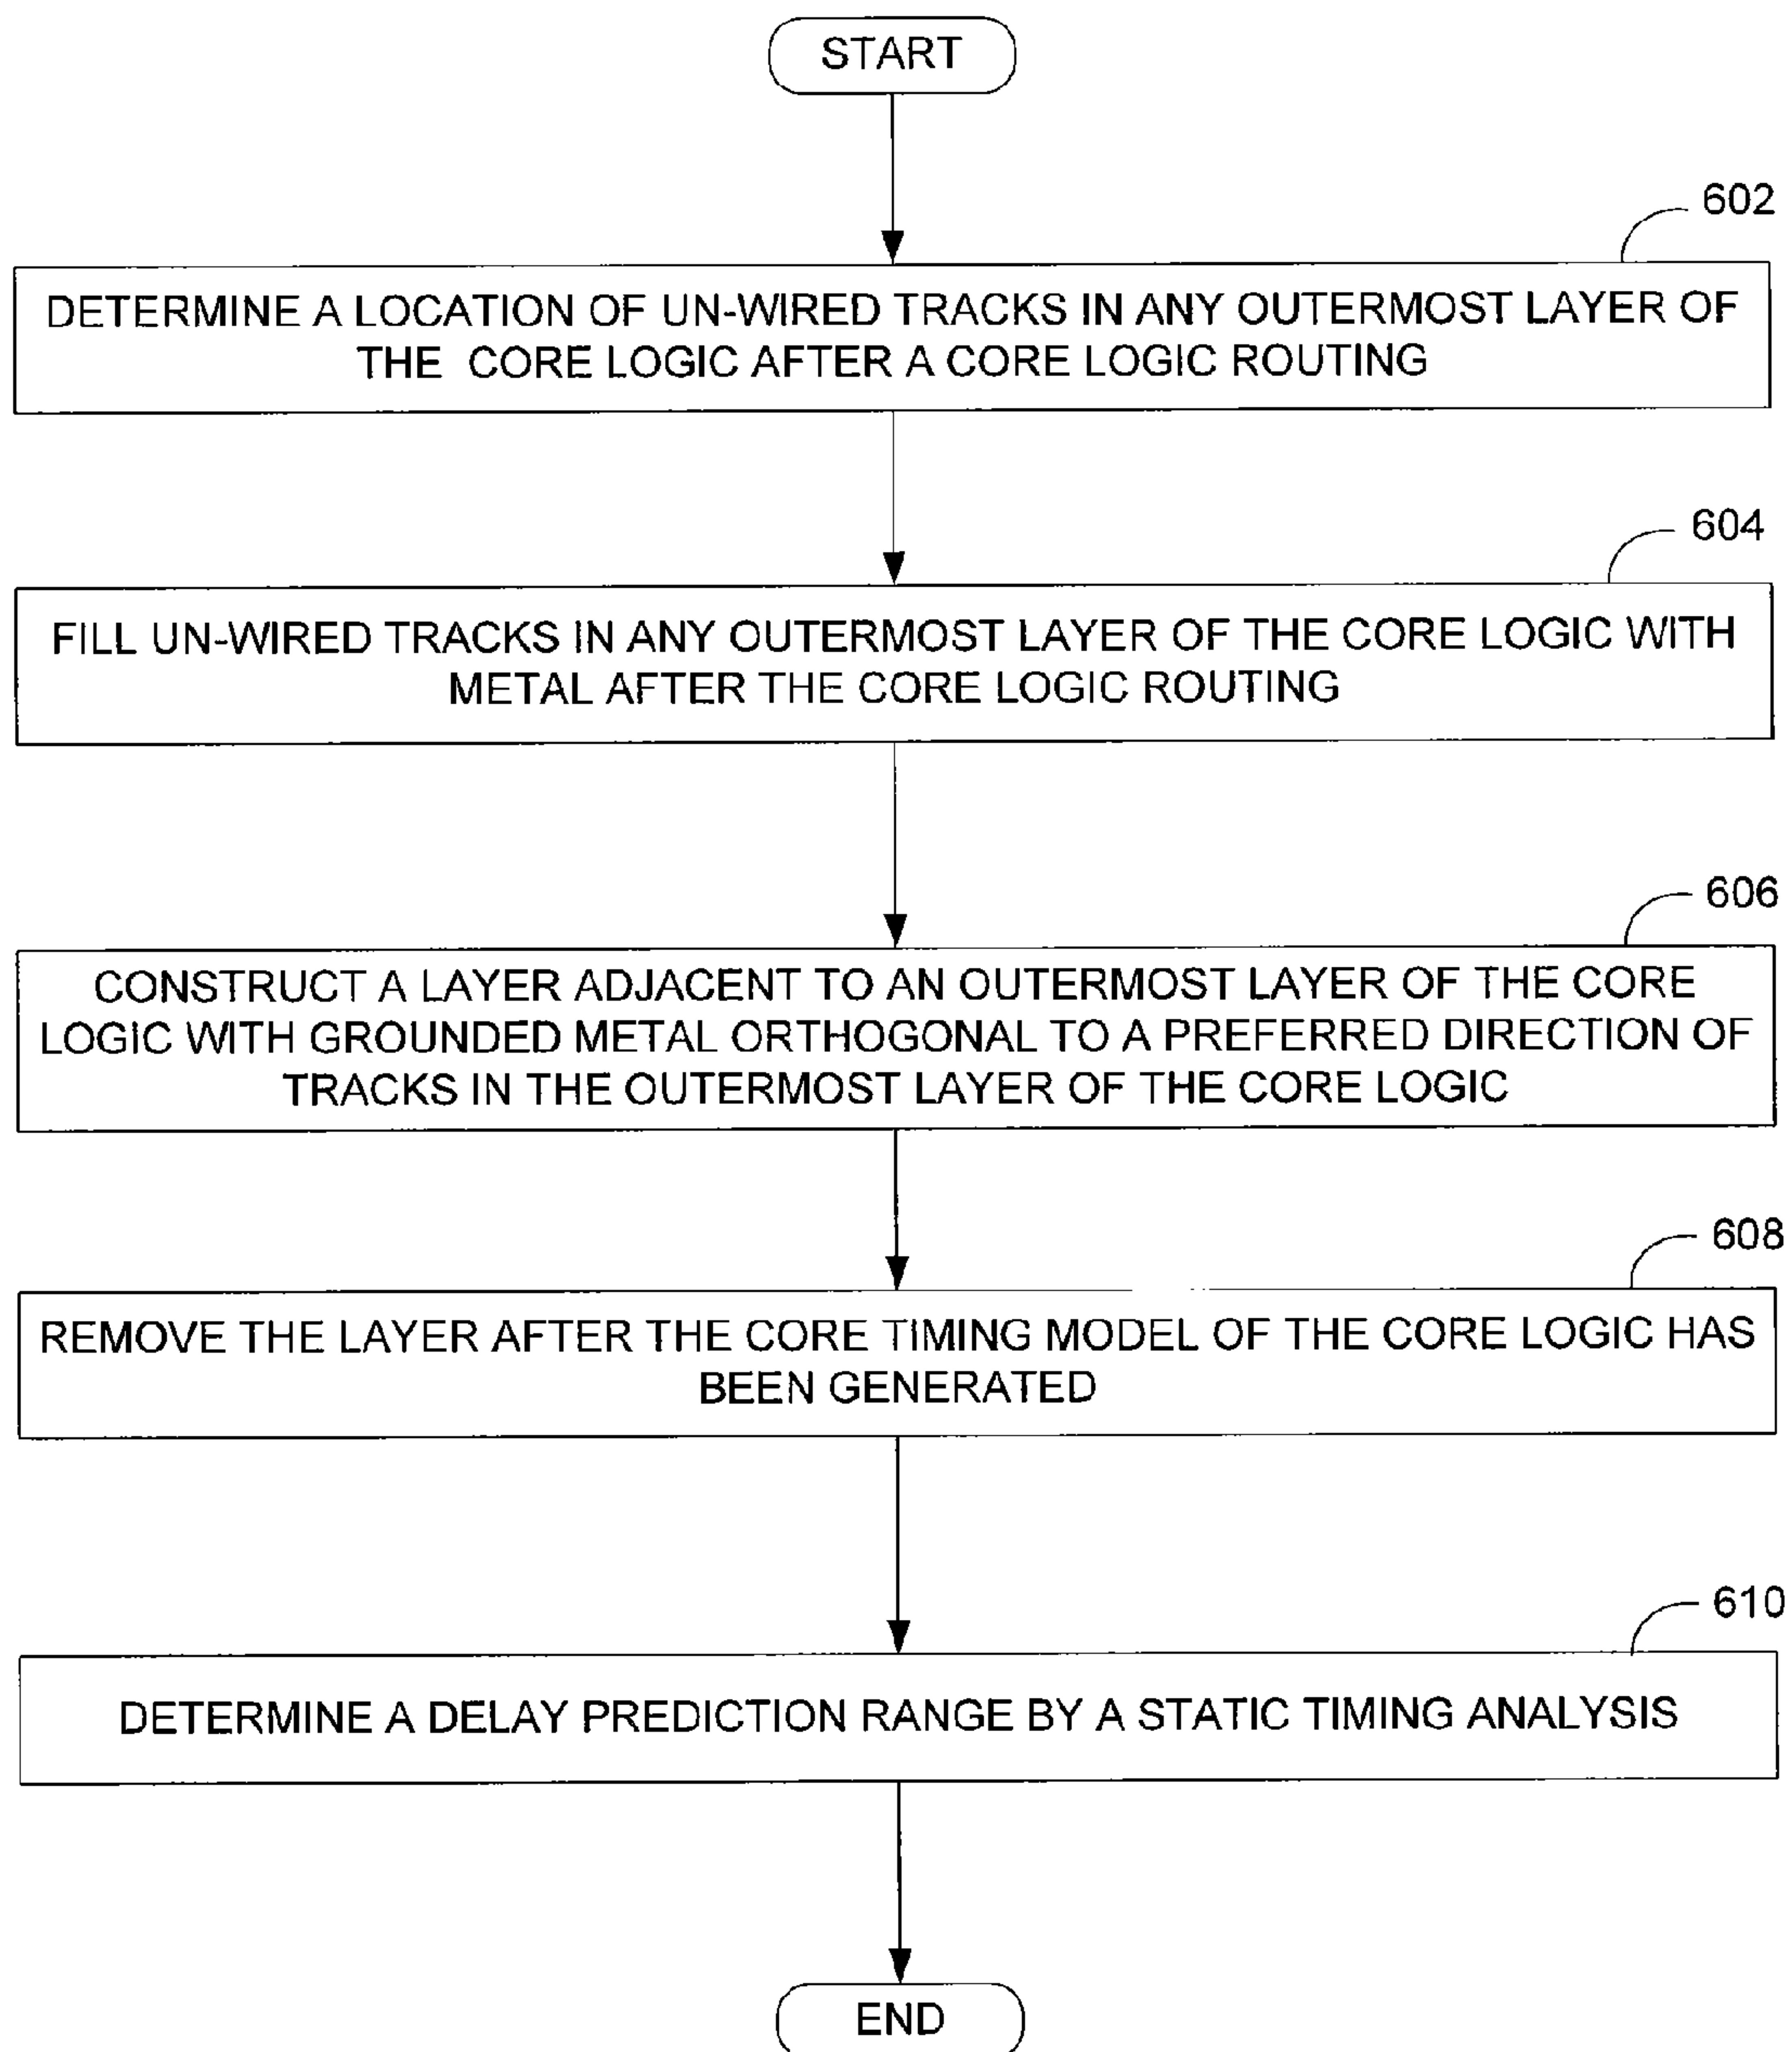 START
602
DETERMINE A LOCATION OF UN-WIRED TRACKS IN ANY OUTERMOST LAYER OF
THE CORE LOGIC AFTER A CORE LOGIC ROUTING
604
FILL UN-WIRED TRACKS IN ANY OUTERMOST LAYER OF THE CORE LOGIC WITH
METAL AFTER THE CORE LOGIC ROUTING
606
CONSTRUCT A LAYER ADJACENT TO AN OUTERMOST LAYER OF THE CORE
LOGIC WITH GROUNDED METAL ORTHOGONAL TO A PREFERRED DIRECTION OF
TRACKS IN THE OUTERMOST LAYER OF THE CORE LOGIC
608
REMOVE THE LAYER AFTER THE CORE TIMING MODEL OF THE CORE LOGIC HAS
BEEN GENERATED
610
DETERMINE A DELAY PREDICTION RANGE BY A STATIC TIMING ANALYSIS
END